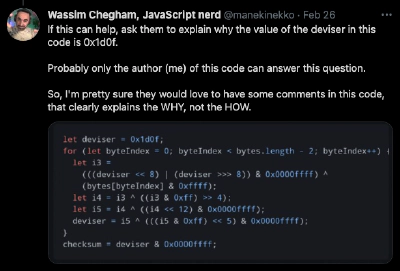 Wassim Chegham, JavaScript nerd @manekinekko · Feb 26
If this can help, ask them to explain why the value of the deviser in this
code is 0x1d0f.
Probably only the author (me) of this code can answer this question.
So, I'm pretty sure they would love to have some comments in this code,
that clearly explains the WHY, not the HOW.
let deviser = 0x1d0f;
for (let byteIndex = 0; byteIndex < bytes.length - 2; byteIndex++) {
let i3 =
(((deviser << 8) | (deviser >>> 8)) & 0x0000ffff) ^
(bytes[byteIndex] & 0xffff);
let i4 = i3 ^ ((i3 & 0xff) >> 4);
let i5 = i4 ^ ((i4 << 12) & 0x0000ffff);
deviser = i5 ^ (((i5 & 0xff) << 5) & 0x0000ffff);
}
checksum = deviser & 0x0000ffff;